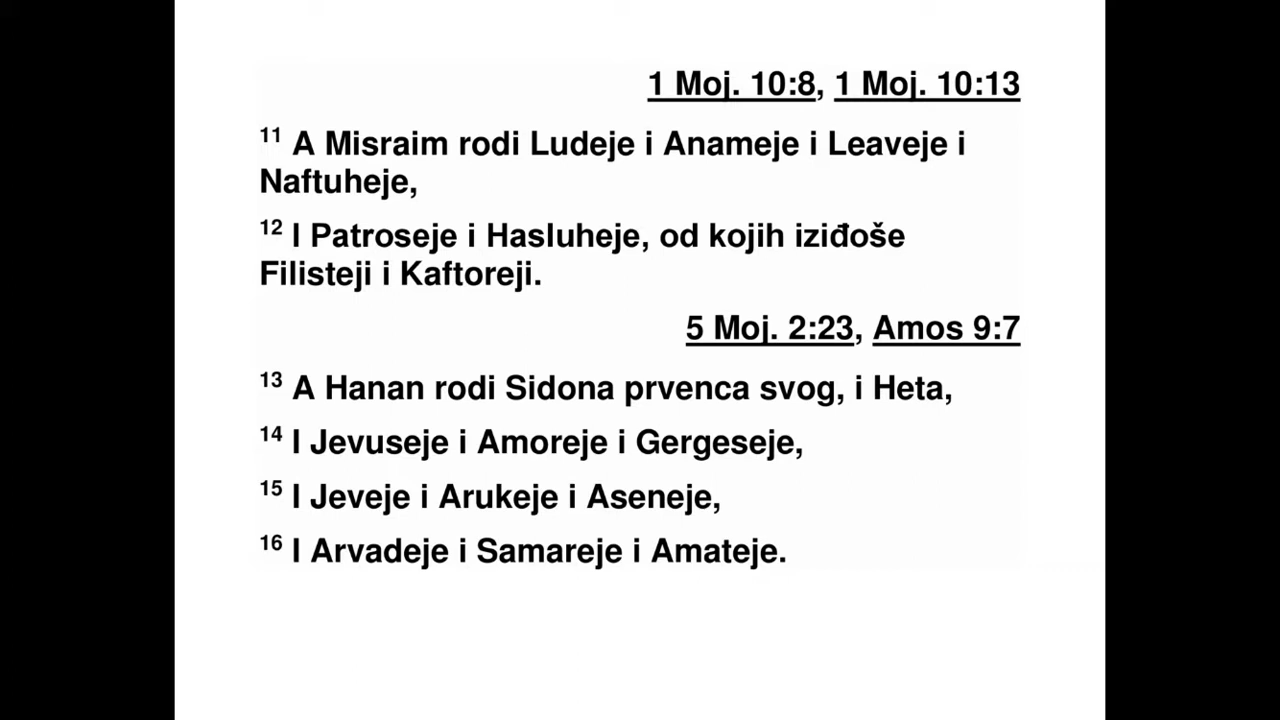 1 Moj. 10:8, 1 Moj. 10:13
11 A Misraim rodi Ludeje i Anameje i Leaveje i
Naftuheje,
12 I Patroseje i Hasluheje, od kojih iziđoše
Filisteji i Kaftoreji.
5 Moj. 2:23, Amos 9:7
13 A Hanan rodi Sidona prvenca svog, i Heta,
14 I Jevuseje i Amoreje i Gergeseje,
15 I Jeveje i Arukeje i Aseneje,
16 I Arvadeje i Samareje i Amateje.